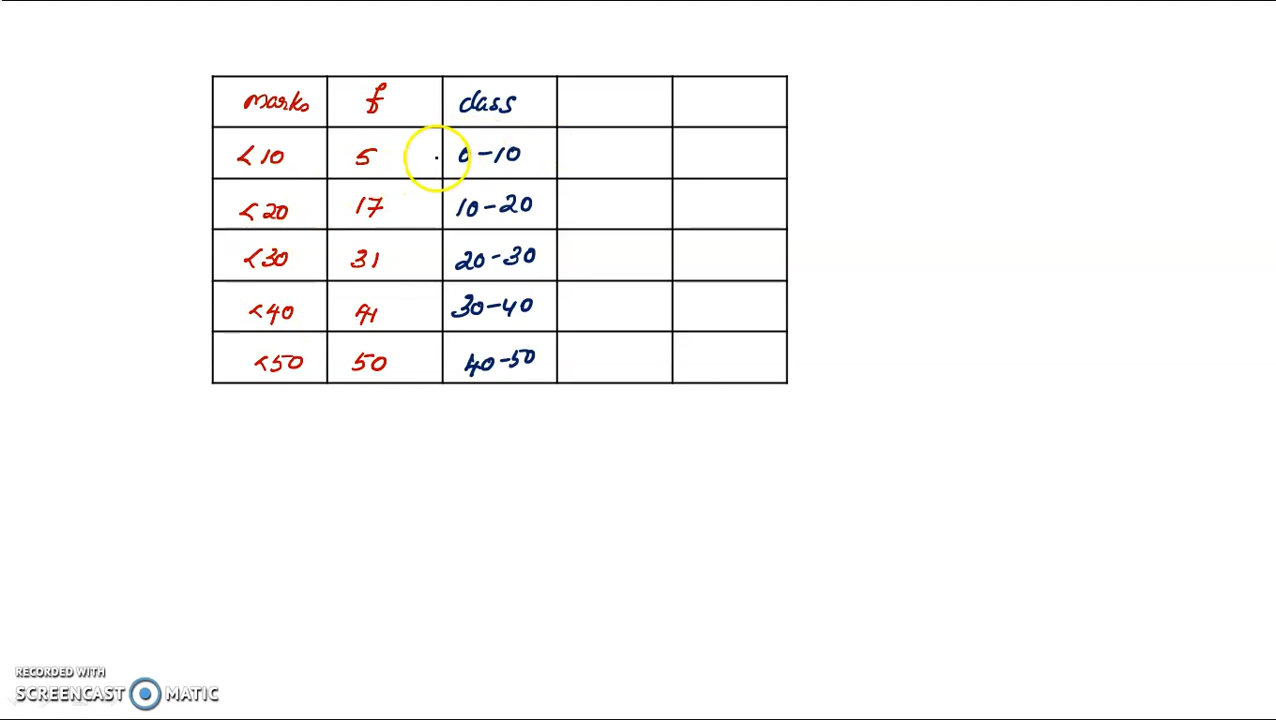 marks f class
<10 5 0-10
<20 17 10-20
<30 31 20-30
<40 41 30-40
<50 50 40-50
RECORDED WITH
SCREENCAST MATIC